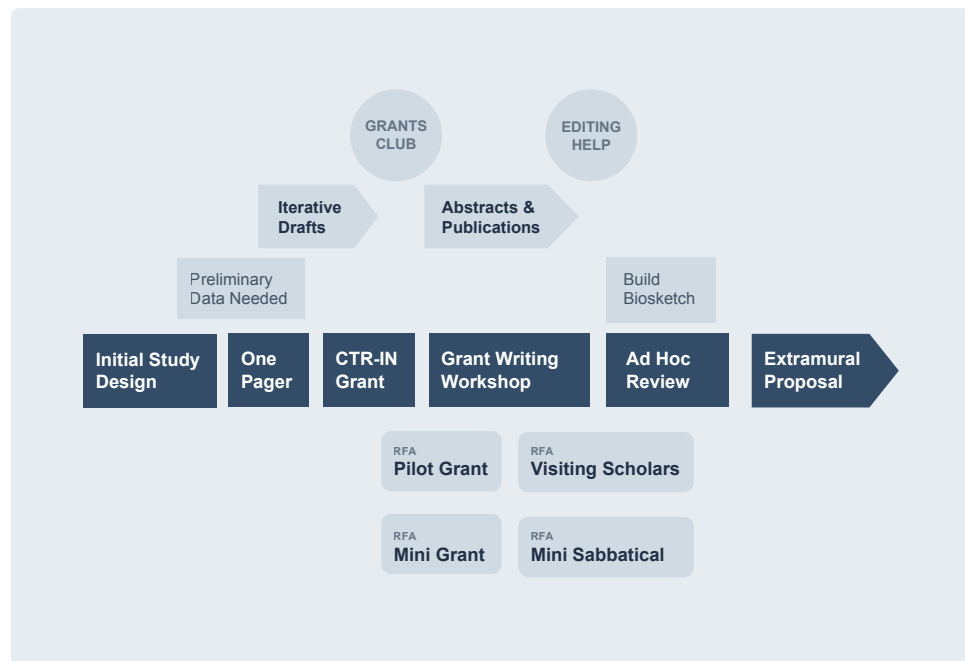 GRANTS
CLUB
EDITING
HELP
Iterative
Drafts
Abstracts &
Publications
Preliminary
Data Needed
Build
Biosketch
Initial Study
Design
One
Pager
CTR-IN
Grant
Grant Writing
Workshop
Ad Hoc
Review
Extramural
Proposal
RFA
Pilot Grant
RFA
Visiting Scholars
RFA
Mini Grant
RFA
Mini Sabbatical